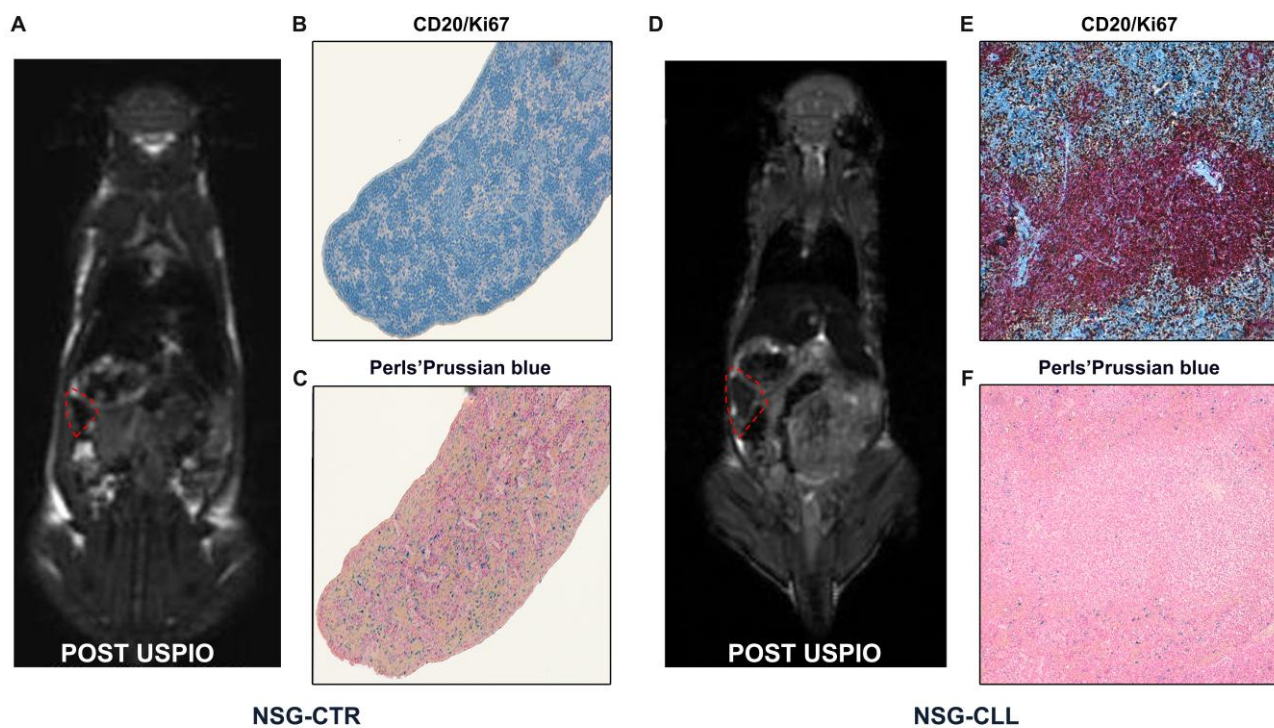 A
B
CD20/Ki67
D
E
CD20/Ki67
C
Perls'Prussian blue
F
Perls'Prussian blue
POST USPIO
POST USPIO
NSG-CTR
NSG-CLL